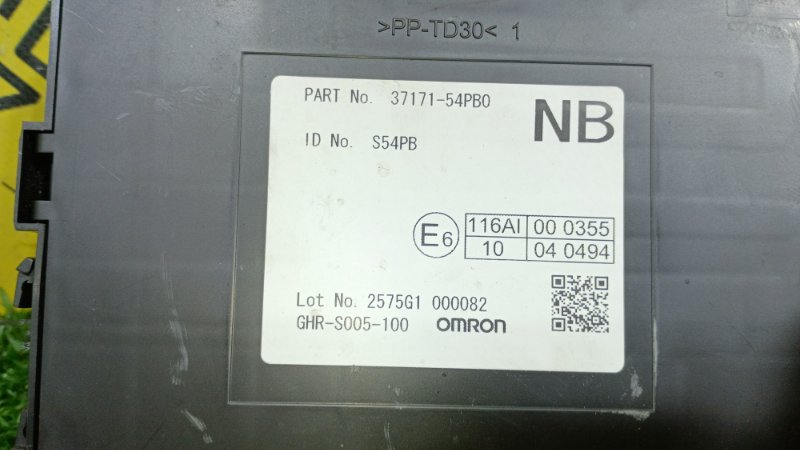 >PP-TD30< 1
PART No. 37171-54PB0
NB
ID No. S54PB
E6
116AI 00 0355
10 04 0494
Lot No. 2575G1 000082
GHR-S005-100 OMRON